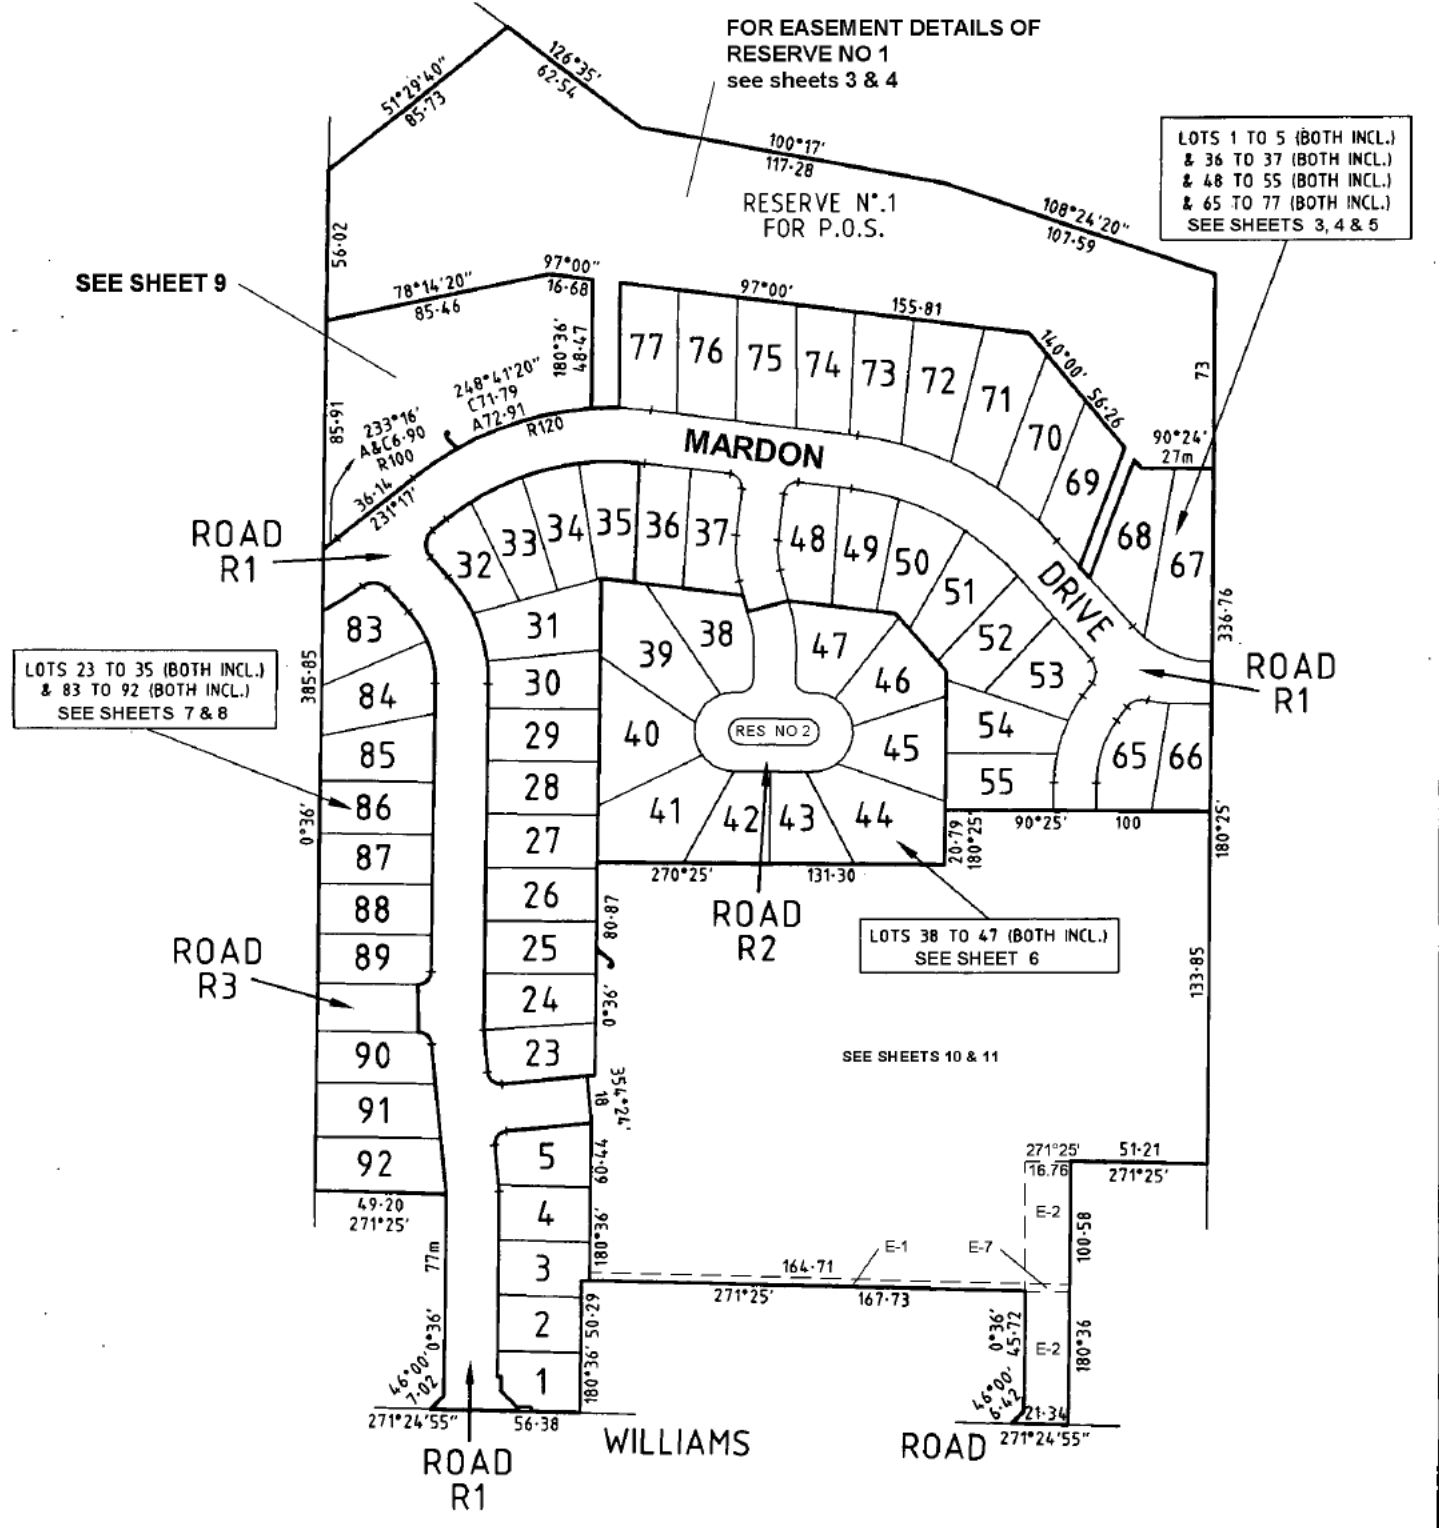 FOR EASEMENT DETAILS OF
RESERVE NO 1
see sheets 3 & 4
51°29'40"
85·73
126°35'
62·54
100°17'
117·28
RESERVE N°.1
FOR P.O.S.
108°24'20"
107·59
LOTS 1 TO 5 (BOTH INCL.)
& 36 TO 37 (BOTH INCL.)
& 48 TO 55 (BOTH INCL.)
& 65 TO 77 (BOTH INCL.)
SEE SHEETS 3, 4 & 5
56·02
SEE SHEET 9
78°14'20"
85·46
97°00"
16·68
97°00'
155·81
180°36'
48·47
140°00'
56·26
73
85·91
248°41'20"
C71·79
A72·91
R120
233°16'
A&C6·90
R100
36·14
231°17'
90°24'
27m
77
76
75
74
73
72
71
70
69
68
67
MARDON
DRIVE
ROAD
R1
32
33
34
35
36
37
48
49
50
51
52
53
54
55
65
66
336·76
ROAD
R1
83
84
85
86
87
88
89
90
91
92
385·85
0°36'
LOTS 23 TO 35 (BOTH INCL.)
& 83 TO 92 (BOTH INCL.)
SEE SHEETS 7 & 8
31
30
29
28
27
26
25
24
23
38
39
40
41
42
43
44
45
46
47
RES NO 2
20·79
180°25'
90°25'
100
180°25'
270°25'
131·30
ROAD
R2
LOTS 38 TO 47 (BOTH INCL.)
SEE SHEET 6
ROAD
R3
80·87
0°36'
133·85
SEE SHEETS 10 & 11
354°24'
18
5
4
3
2
1
60·44
180°36'
49·20
271°25'
271°25'
16.76
51·21
271°25'
E-2
100·58
E-1
E-7
164·71
271°25'
167·73
77m
0°36'
180°36'
50·29
0°36'
45·72
E-2
180°36
46°00'
7·02
46°00'
6·42
271°24'55"
56·38
21·34
271°24'55"
WILLIAMS
ROAD
ROAD
R1